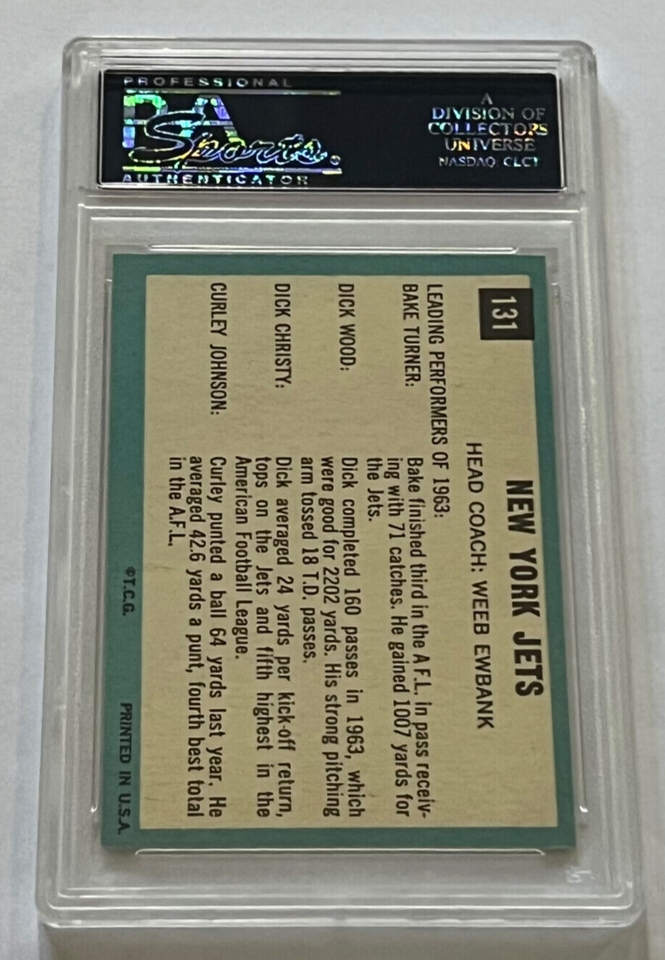 PROFESSIONAL
PSA
Sports.
AUTHENTICATOR
A
DIVISION OF
COLLECTORS
UNIVERSE
NASDAQ: CLCT
131
NEW YORK JETS
HEAD COACH: WEEB EWBANK
LEADING PERFORMERS OF 1963:
BAKE TURNER: Bake finished third in the A.F.L. in pass receiv-
ing with 71 catches. He gained 1007 yards for
the Jets.
DICK WOOD: Dick completed 160 passes in 1963, which
were good for 2202 yards. His strong pitching
arm tossed 18 T.D. passes.
DICK CHRISTY: Dick averaged 24 yards per kick-off return,
tops on the Jets and fifth highest in the
American Football League.
CURLEY JOHNSON: Curley punted a ball 64 yards last year. He
averaged 42.6 yards a punt, fourth best total
in the A.F.L.
©T.C.G. PRINTED IN U.S.A.